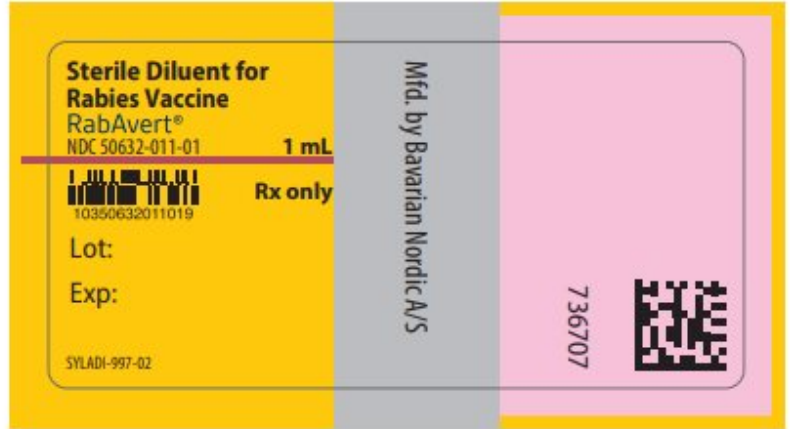 Sterile Diluent for
Rabies Vaccine
RabAvert®
NDC 50632-011-01 1 mL
Rx only
10350632011019
Lot:
Exp:
SYLADI-997-02
Mfd. by Bavarian Nordic A/S
736707